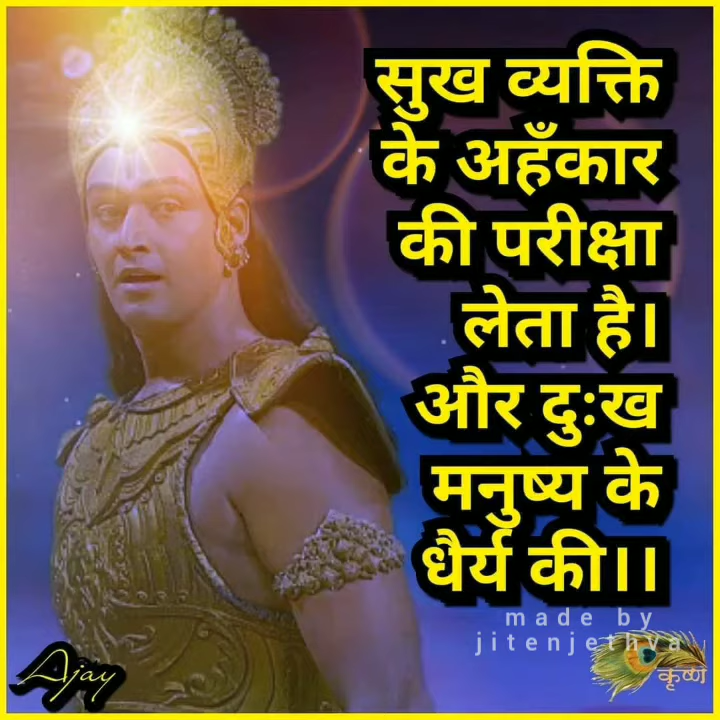 सुख व्यक्ति
के अहँकार
की परीक्षा
लेता है।
और दुःख
मनुष्य के
धैर्य की।।
made by
jitenjethva
कृष्ण
Ajay